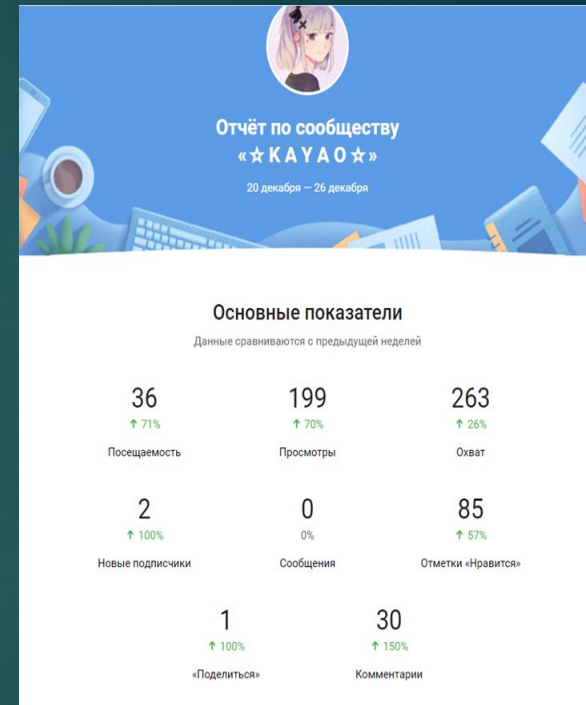 Отчёт по сообществу
«☆KAYAO☆»
20 декабря — 26 декабря
Основные показатели
Данные сравниваются с предыдущей неделей
36 199 263
↑ 71% ↑ 70% ↑ 26%
Посещаемость Просмотры Охват
2 0 85
↑ 100% 0% ↑ 57%
Новые подписчики Сообщения Отметки «Нравится»
1 30
↑ 100% ↑ 150%
«Поделиться» Комментарии